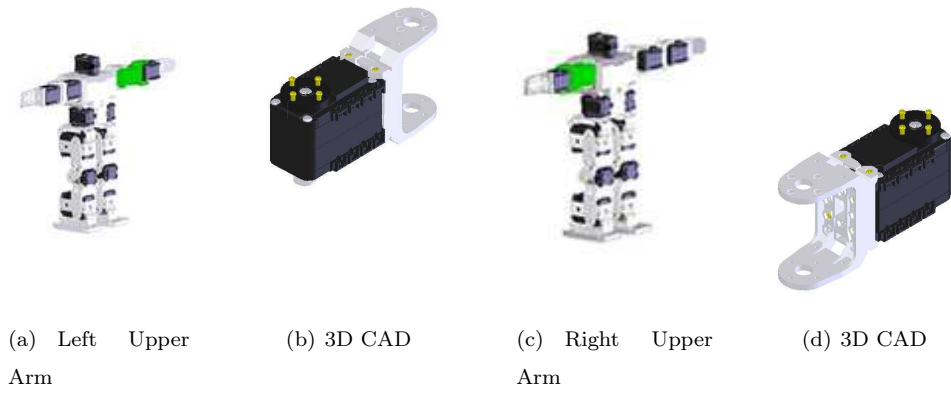 (a) Left Upper Arm
(b) 3D CAD
(c) Right Upper Arm
(d) 3D CAD